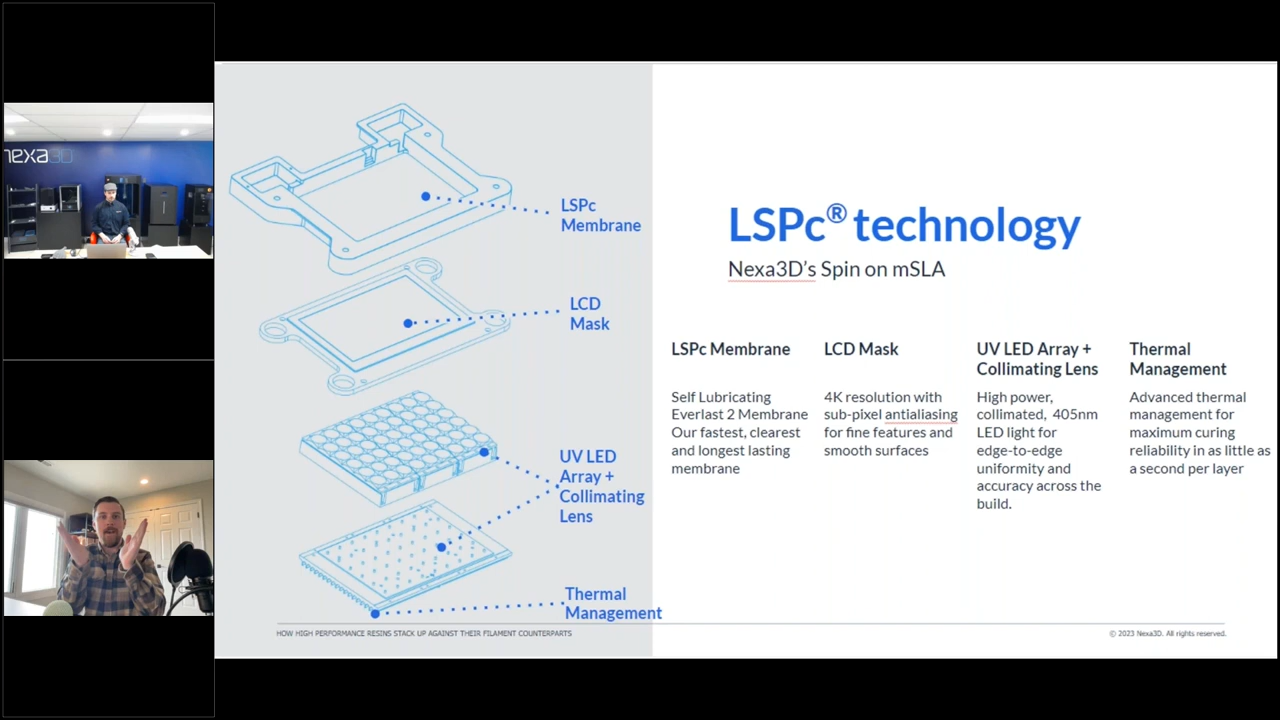 nexa3D
LSPc
Membrane
LCD
Mask
UV LED
Array +
Collimating
Lens
Thermal
Management
LSPc® technology
Nexa3D's Spin on mSLA
LSPc Membrane
Self Lubricating
Everlast 2 Membrane
Our fastest, clearest
and longest lasting
membrane
LCD Mask
4K resolution with
sub-pixel antialiasing
for fine features and
smooth surfaces
UV LED Array +
Collimating Lens
High power,
collimated, 405nm
LED light for
edge-to-edge
uniformity and
accuracy across the
build.
Thermal
Management
Advanced thermal
management for
maximum curing
reliability in as little as
a second per layer
HOW HIGH PERFORMANCE RESINS STACK UP AGAINST THEIR FILAMENT COUNTERPARTS
© 2023 Nexa3D. All rights reserved.